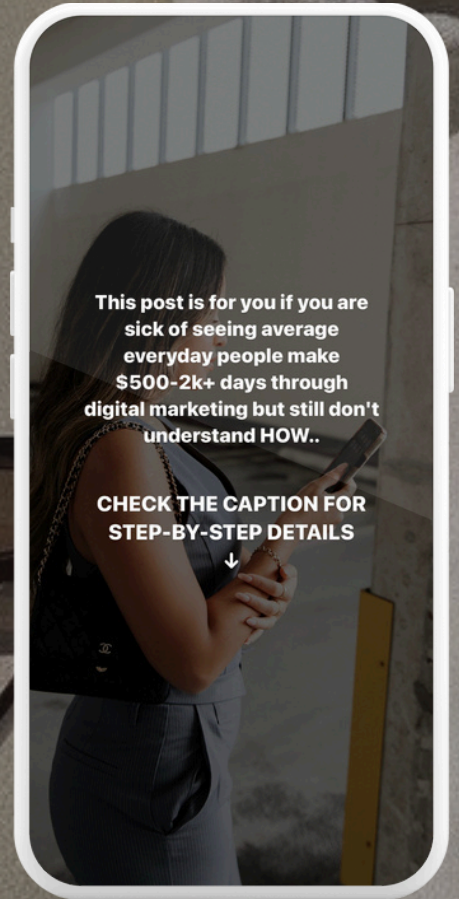 This post is for you if you are
sick of seeing average
everyday people make
$500-2k+ days through
digital marketing but still don't
understand HOW..
CHECK THE CAPTION FOR
STEP-BY-STEP DETAILS
↓